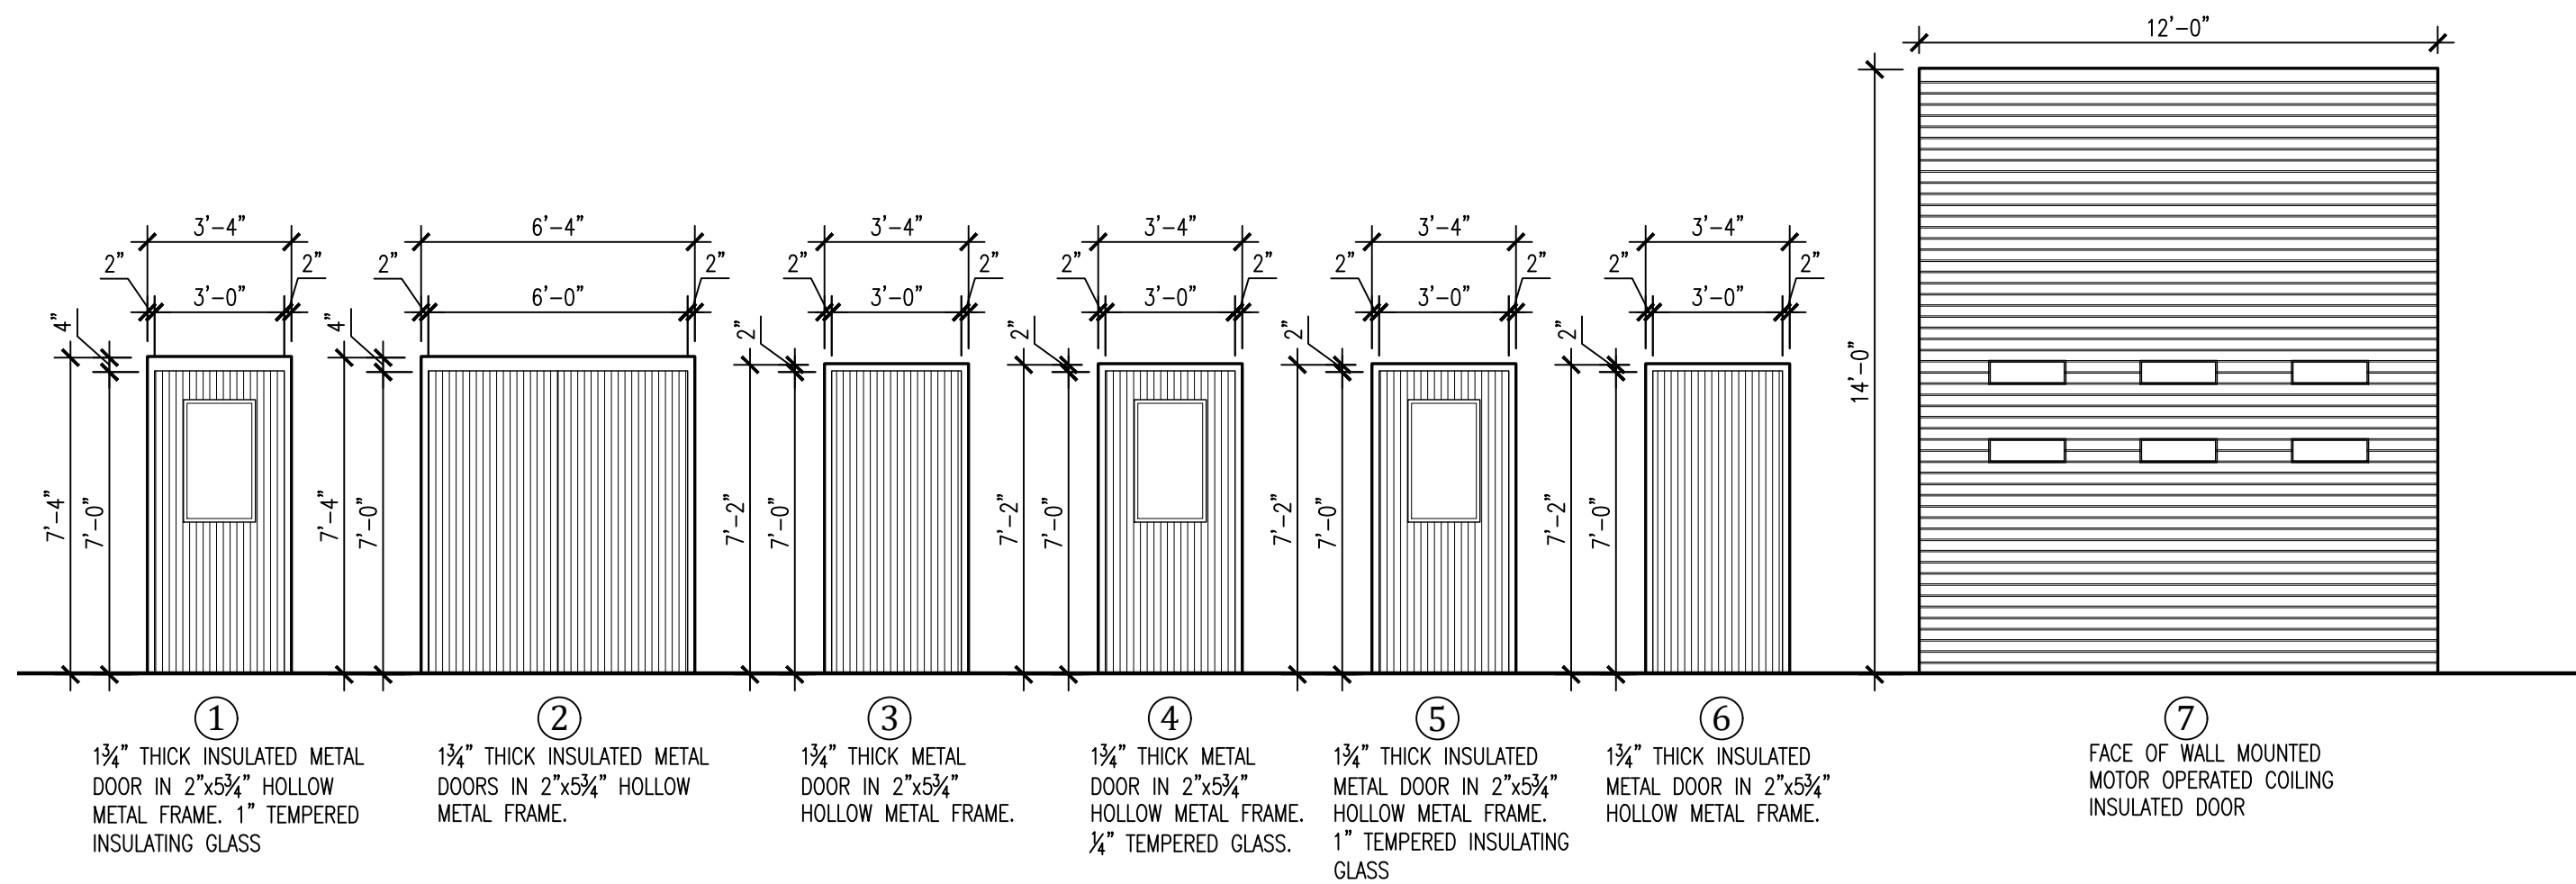 12'-0"
14'-0"
3'-4"
2"
2"
3'-0"
4"
7'-4"
7'-0"
6'-4"
2"
2"
6'-0"
4"
7'-4"
7'-0"
3'-4"
2"
2"
3'-0"
2"
7'-2"
7'-0"
3'-4"
2"
2"
3'-0"
2"
7'-2"
7'-0"
3'-4"
2"
2"
3'-0"
2"
7'-2"
7'-0"
3'-4"
2"
2"
3'-0"
2"
7'-2"
7'-0"
1
1¾" THICK INSULATED METAL
DOOR IN 2"x5¾" HOLLOW
METAL FRAME. 1" TEMPERED
INSULATING GLASS
2
1¾" THICK INSULATED METAL
DOORS IN 2"x5¾" HOLLOW
METAL FRAME.
3
1¾" THICK METAL
DOOR IN 2"x5¾"
HOLLOW METAL FRAME.
4
1¾" THICK METAL
DOOR IN 2"x5¾"
HOLLOW METAL FRAME.
¼" TEMPERED GLASS.
5
1¾" THICK INSULATED
METAL DOOR IN 2"x5¾"
HOLLOW METAL FRAME.
1" TEMPERED INSULATING
GLASS
6
1¾" THICK INSULATED
METAL DOOR IN 2"x5¾"
HOLLOW METAL FRAME.
7
FACE OF WALL MOUNTED
MOTOR OPERATED COILING
INSULATED DOOR